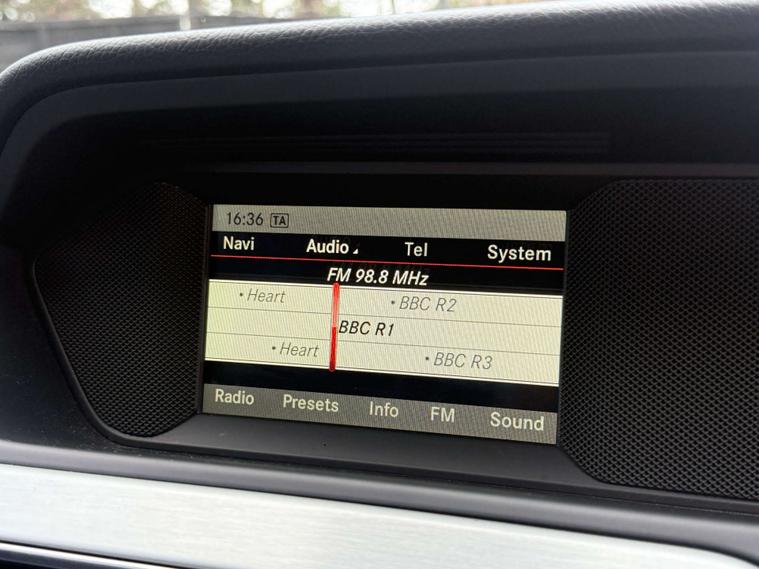 16:36 TA
Navi Audio Tel System
FM 98.8 MHz
• Heart • BBC R2
BBC R1
• Heart • BBC R3
Radio Presets Info FM Sound